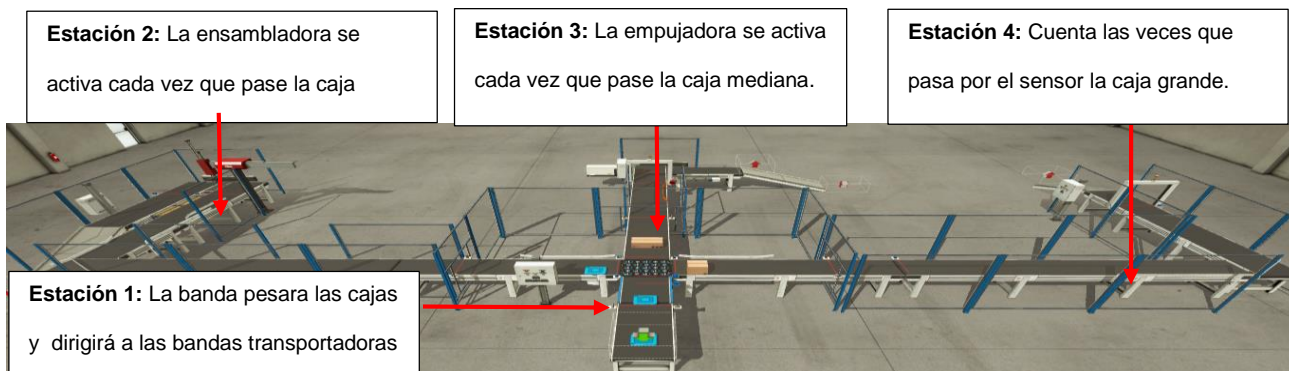 Estación 2: La ensambladora se
activa cada vez que pase la caja
Estación 3: La empujadora se activa
cada vez que pase la caja mediana.
Estación 4: Cuenta las veces que
pasa por el sensor la caja grande.
Estación 1: La banda pesara las cajas
y dirigirá a las bandas transportadoras